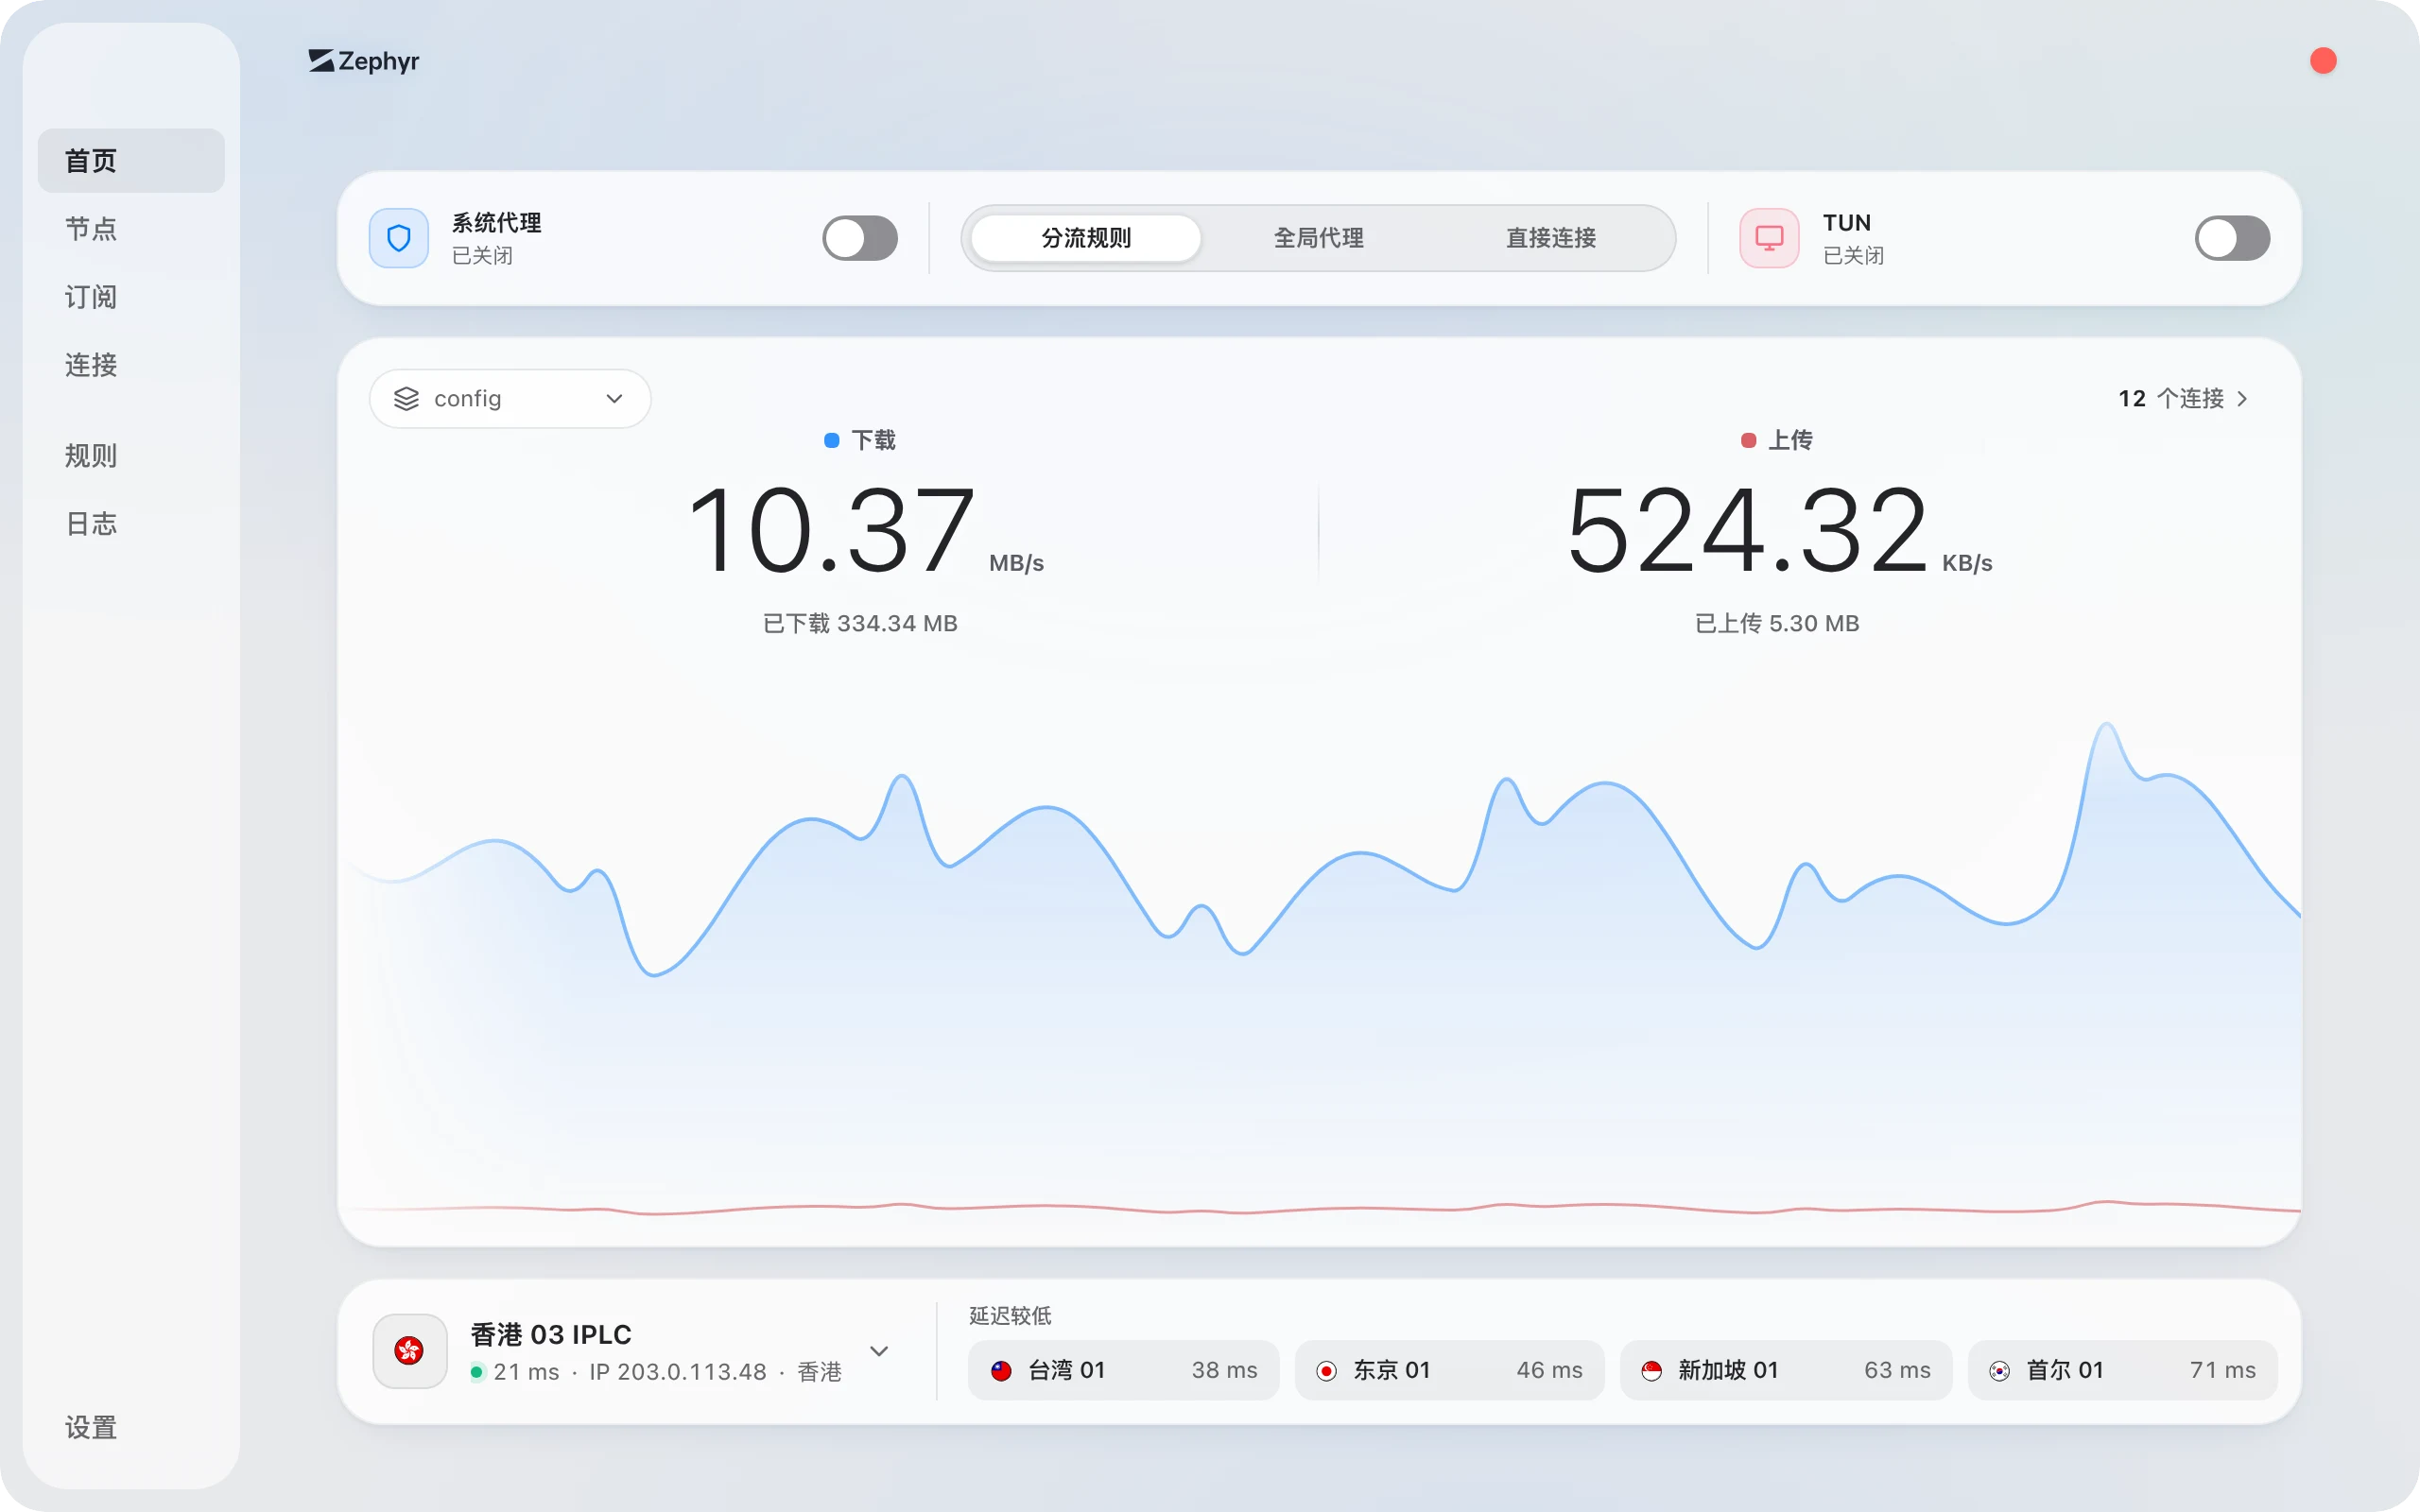 Zephyr
首页
节点
订阅
连接
规则
日志
设置
系统代理
已关闭
分流规则
全局代理
直接连接
TUN
已关闭
config
12 个连接
下载
10.37 MB/s
已下载 334.34 MB
上传
524.32 KB/s
已上传 5.30 MB
香港 03 IPLC
21 ms · IP 203.0.113.48 · 香港
延迟较低
台湾 01 38 ms
东京 01 46 ms
新加坡 01 63 ms
首尔 01 71 ms